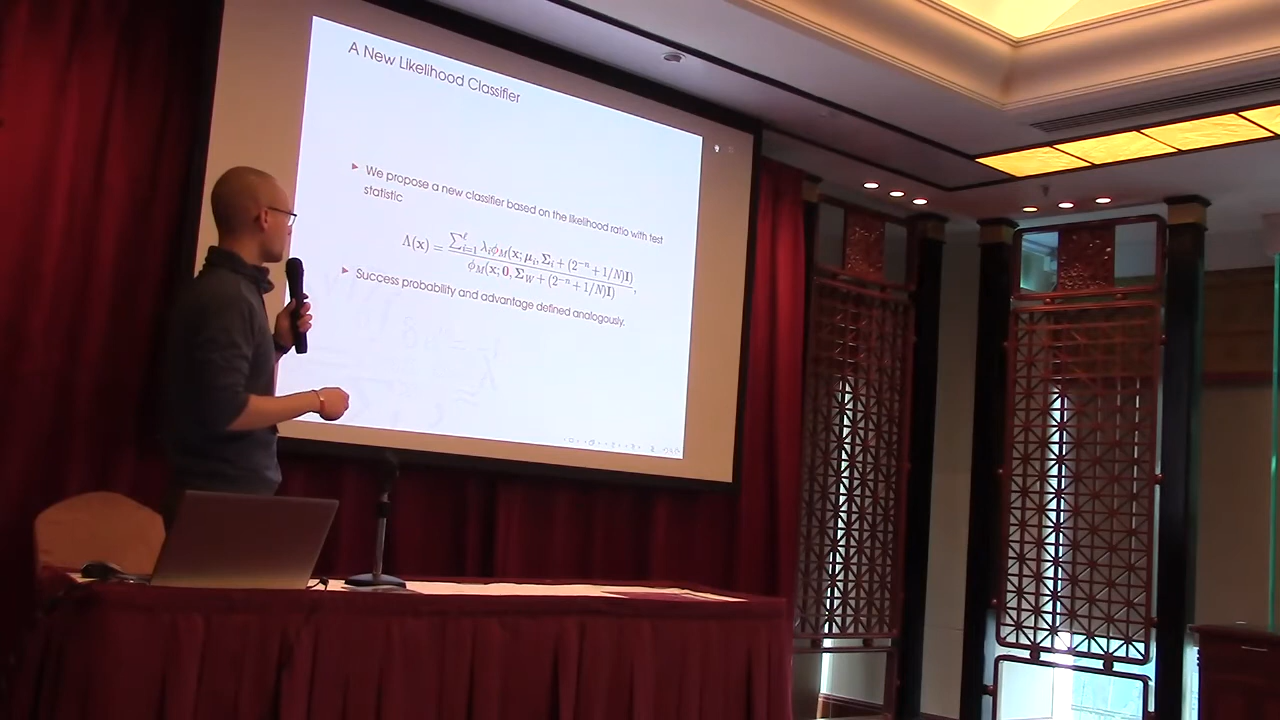 A New Likelihood Classifier
▶ We propose a new classifier based on the likelihood ratio with test
statistic
Λ(x) = ∑ᵢ₌₁^ℓ λᵢϕ_M(x; μᵢ, Σᵢ + (2⁻ⁿ + 1/N)I) / ϕ_M(x; 0, Σ_W + (2⁻ⁿ + 1/N)I),
▶ Success probability and advantage defined analogously.